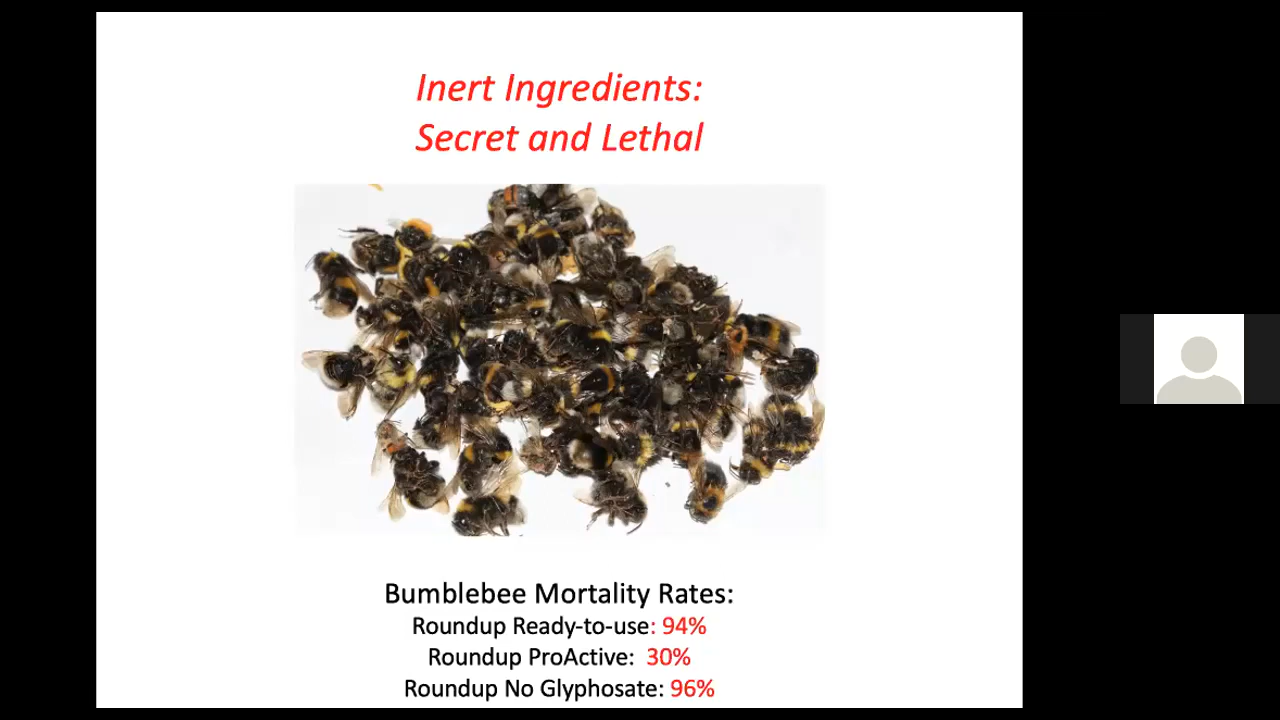 Inert Ingredients:
Secret and Lethal
Bumblebee Mortality Rates:
Roundup Ready-to-use: 94%
Roundup ProActive: 30%
Roundup No Glyphosate: 96%